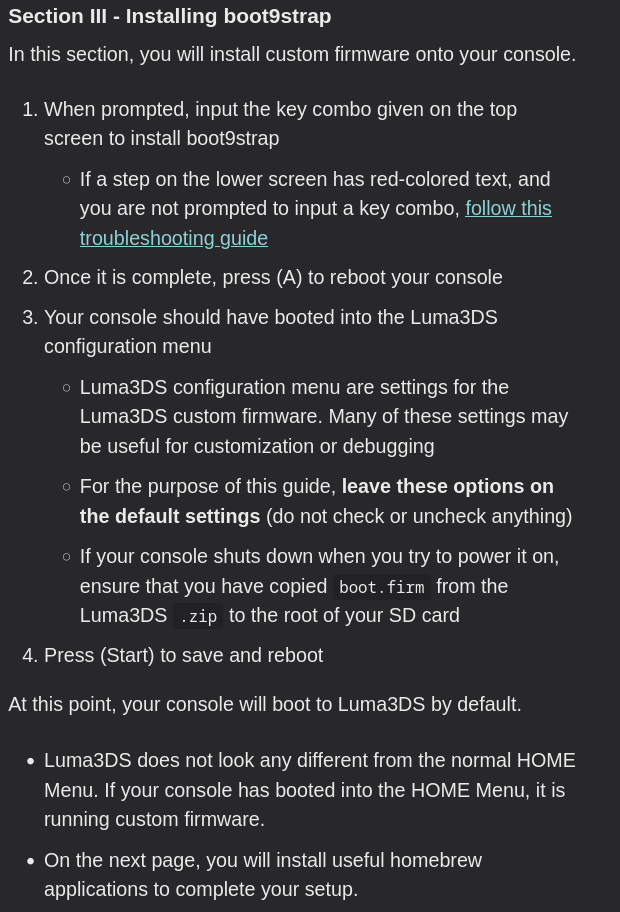 Section III - Installing boot9strap
In this section, you will install custom firmware onto your console.
1. When prompted, input the key combo given on the top
screen to install boot9strap
○ If a step on the lower screen has red-colored text, and
you are not prompted to input a key combo, follow this
troubleshooting guide
2. Once it is complete, press (A) to reboot your console
3. Your console should have booted into the Luma3DS
configuration menu
○ Luma3DS configuration menu are settings for the
Luma3DS custom firmware. Many of these settings may
be useful for customization or debugging
○ For the purpose of this guide, leave these options on
the default settings (do not check or uncheck anything)
○ If your console shuts down when you try to power it on,
ensure that you have copied boot.firm from the
Luma3DS .zip to the root of your SD card
4. Press (Start) to save and reboot
At this point, your console will boot to Luma3DS by default.
• Luma3DS does not look any different from the normal HOME
Menu. If your console has booted into the HOME Menu, it is
running custom firmware.
• On the next page, you will install useful homebrew
applications to complete your setup.